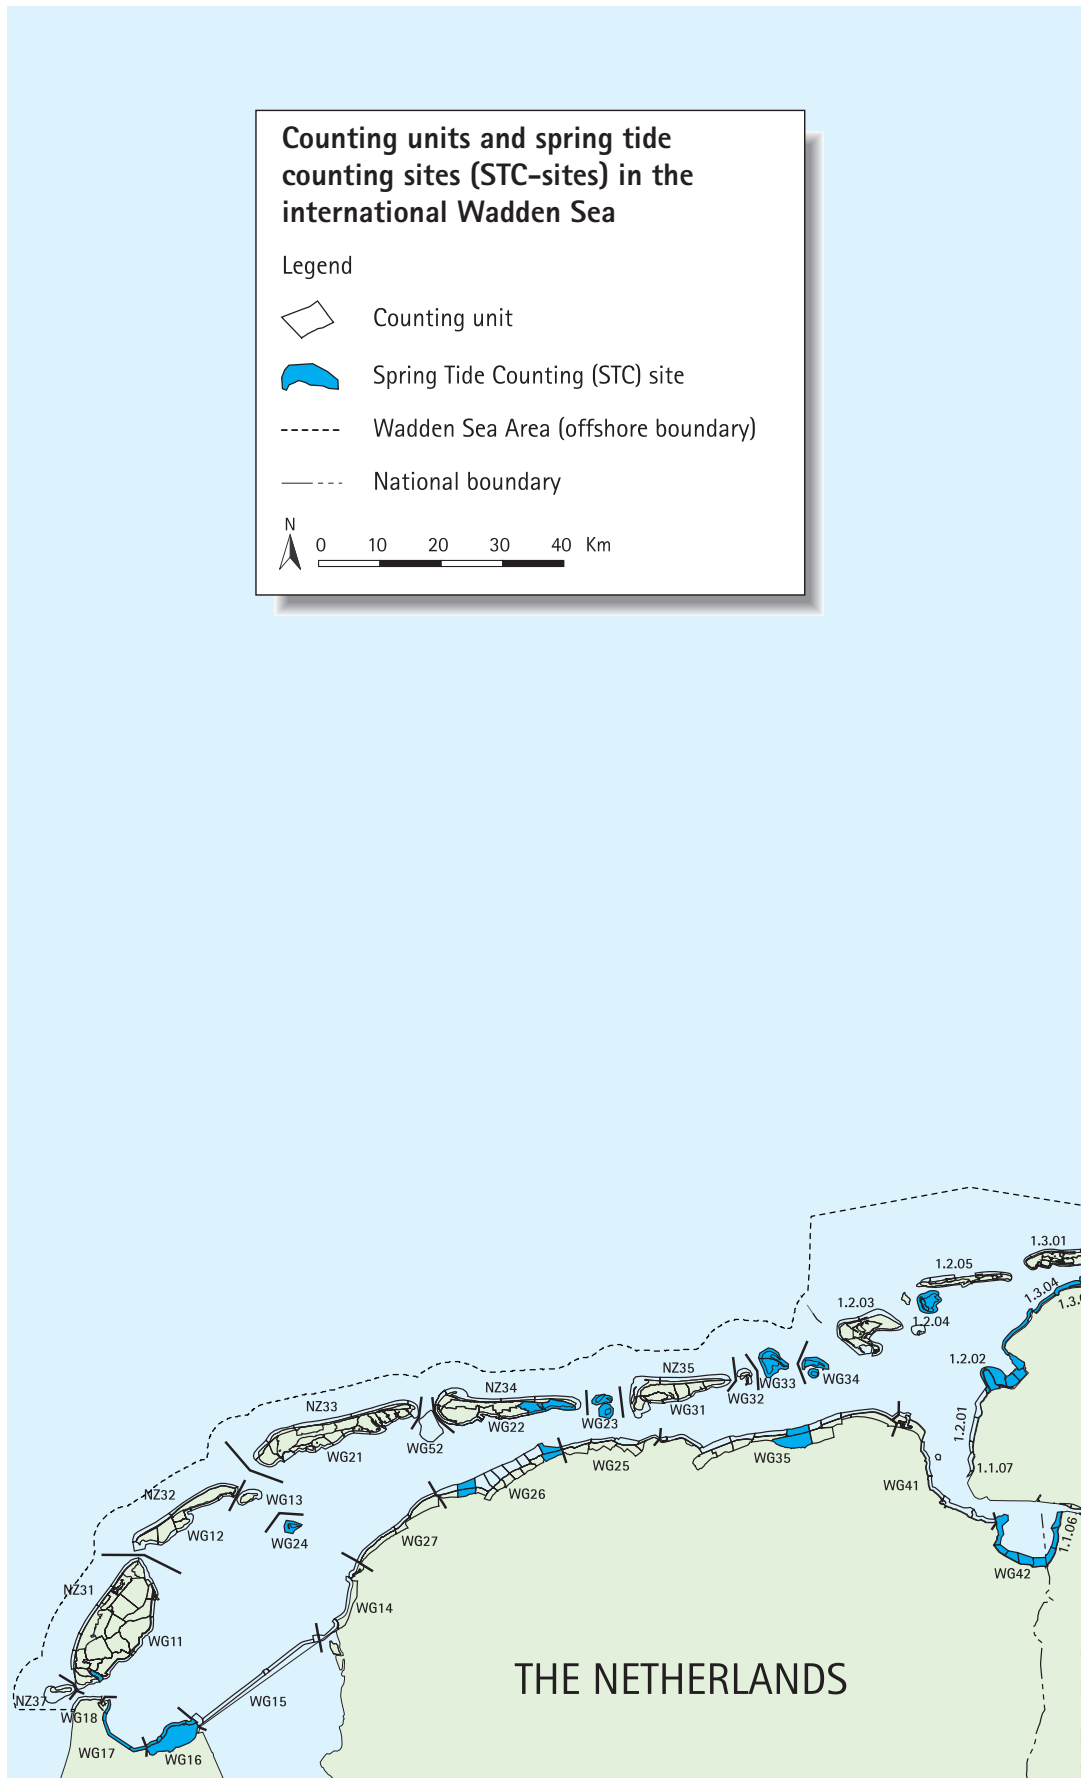 Counting units and spring tide
counting sites (STC-sites) in the
international Wadden Sea
Legend
Counting unit
Spring Tide Counting (STC) site
Wadden Sea Area (offshore boundary)
National boundary
N
0 10 20 30 40 Km
1.3.01
1.2.05
1.3.04
1.2.03
1.2.04
1.2.02
NZ35
WG33
WG34
WG32
NZ34
WG31
NZ33
WG22
WG23
1.2.01
WG52
WG21
WG25
WG35
1.1.07
WG41
NZ32
WG13
WG26
WG12
WG24
WG27
1.1.06
WG42
NZ31
WG14
WG11
THE NETHERLANDS
NZ37
WG15
WG18
WG17
WG16